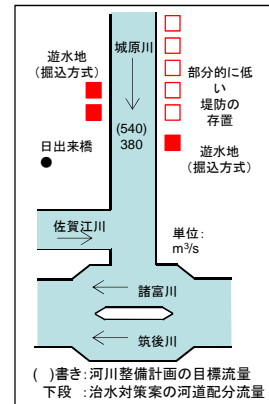 城原川
遊水地
(掘込方式)
部分的に低
い
堤防の
存置
(540)
380
日出来橋
遊水地
(掘込方式)
佐賀江川
単位:
m³/s
諸富川
筑後川
( )書き:河川整備計画の目標流量
下段 :治水対策案の河道配分流量